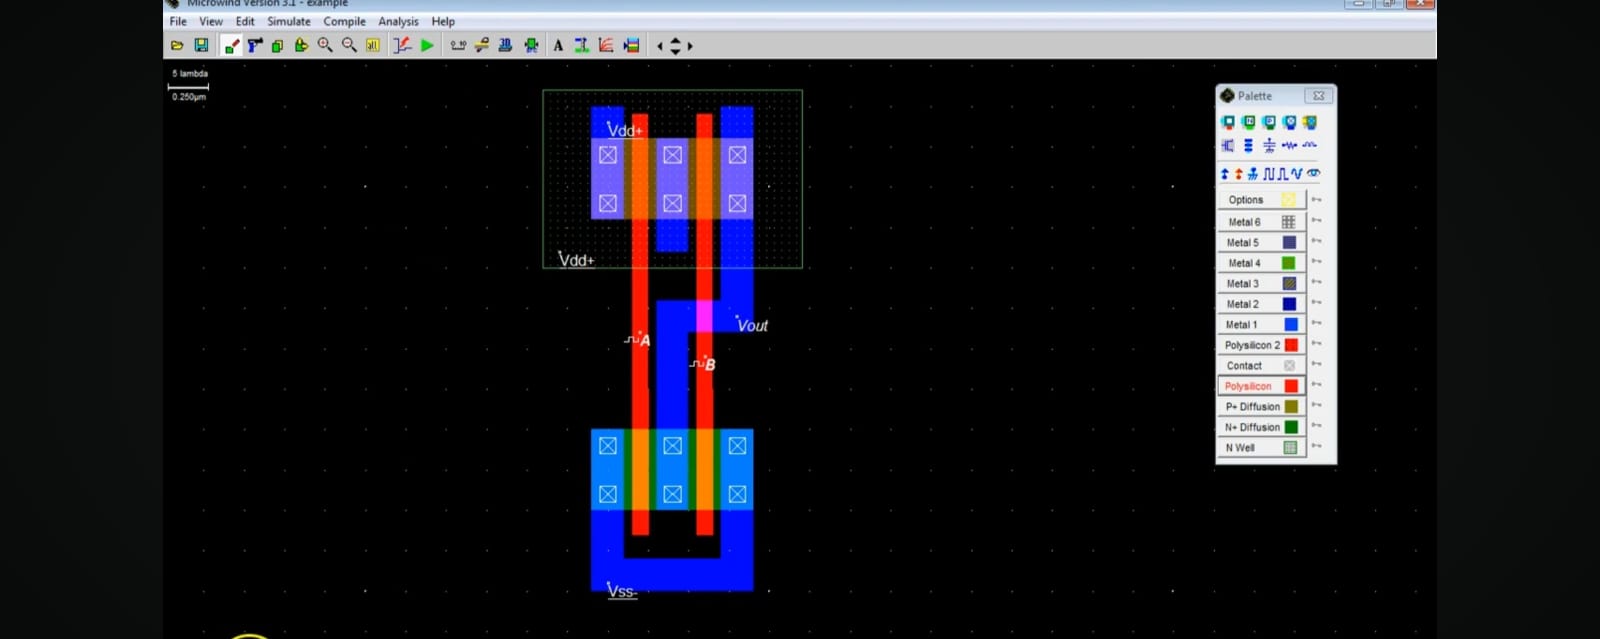 Microwind Version 3.1 - example
File View Edit Simulate Compile Analysis Help
5 lambda
0.250µm
Palette
Vdd+
Options
Metal 6
Metal 5
Vdd+
Metal 4
Metal 3
Metal 2
Metal 1
Vout
A
Polysilicon 2
B
Contact
Polysilicon
P+ Diffusion
N+ Diffusion
N Well
Vss-